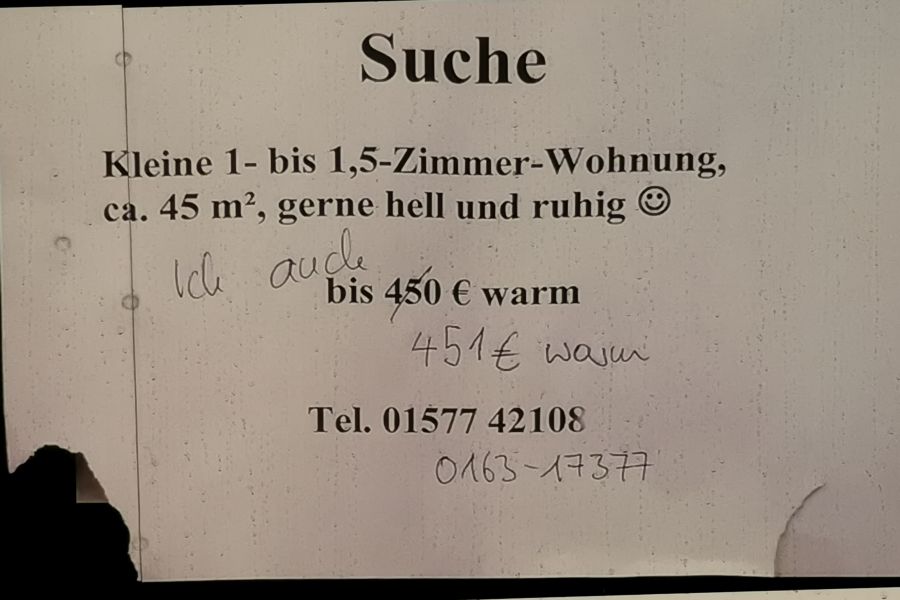 Suche
Kleine 1- bis 1,5-Zimmer-Wohnung,
ca. 45 m², gerne hell und ruhig ☺
Ich auch
bis 450 € warm
451€ warm
Tel. 01577 42108
0163-17377